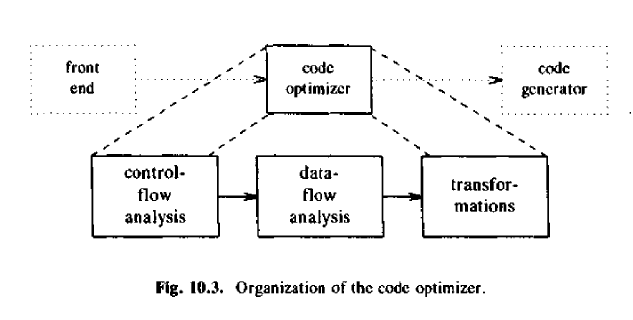 front
end
code
optimizer
code
generator
control-
flow
analysis
data-
flow
analysis
transfor-
mations
Fig. 10.3. Organization of the code optimizer.